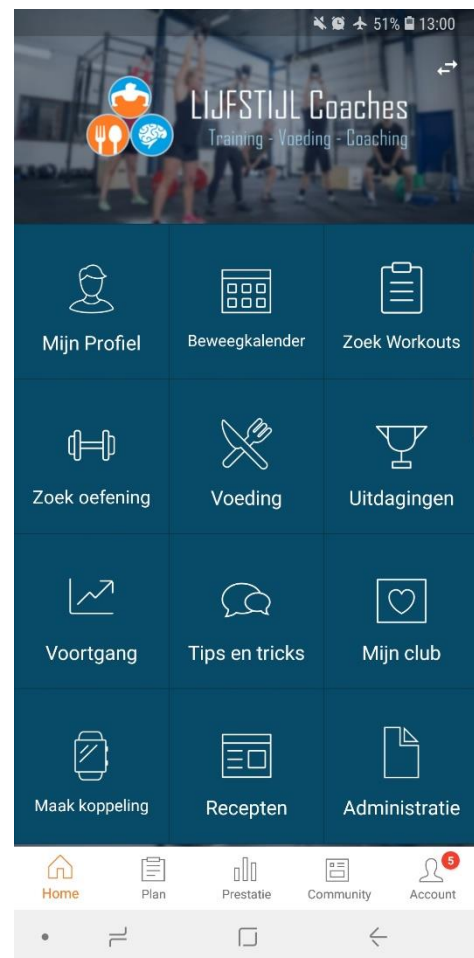 51% 13:00
LIJFSTIJL Coaches
Training - Voeding - Coaching
Mijn Profiel
Beweegkalender
Zoek Workouts
Zoek oefening
Voeding
Uitdagingen
Voortgang
Tips en tricks
Mijn club
Maak koppeling
Recepten
Administratie
5
Home
Plan
Prestatie
Community
Account